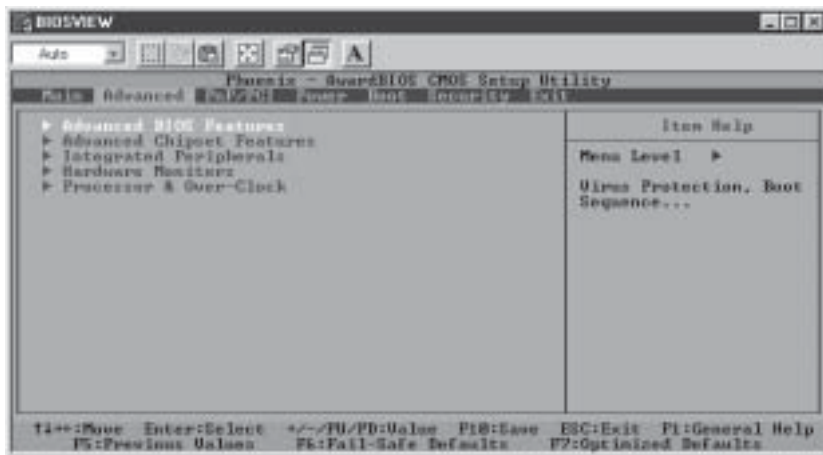 BIOSVIEW
Auto A
Phoenix - AwardBIOS CMOS Setup Utility
Main Advanced PnP/PCI Power Boot Security Exit
▶ Advanced BIOS Features
▶ Advanced Chipset Features
▶ Integrated Peripherals
▶ Hardware Monitors
▶ Processor & Over-Clock
Item Help
Menu Level ▶
Virus Protection, Boot
Sequence...
↑↓←→:Move Enter:Select +/-/PU/PD:Value F10:Save ESC:Exit F1:General Help
F5:Previous Values F6:Fail-Safe Defaults F7:Optimized Defaults